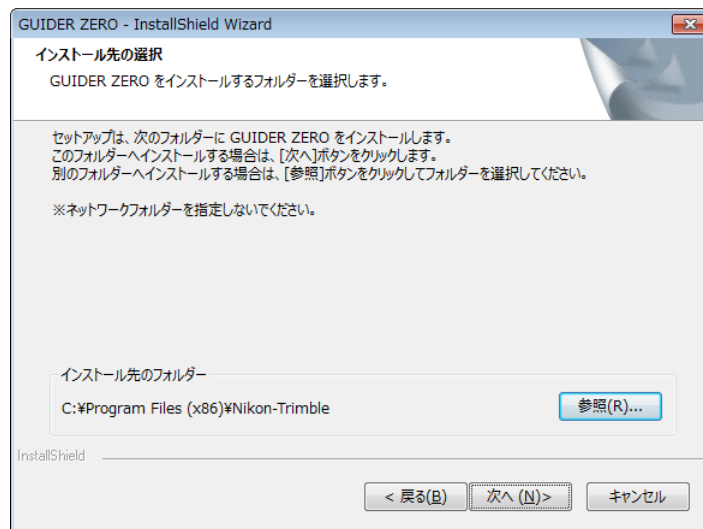 GUIDER ZERO - InstallShield Wizard
インストール先の選択
GUIDER ZERO をインストールするフォルダーを選択します。
セットアップは、次のフォルダーに GUIDER ZERO をインストールします。
このフォルダーへインストールする場合は、[次へ]ボタンをクリックします。
別のフォルダーへインストールする場合は、[参照]ボタンをクリックしてフォルダーを選択してください。
※ネットワークフォルダーを指定しないでください。
インストール先のフォルダー
C:¥Program Files (x86)¥Nikon-Trimble
参照(R)...
InstallShield
< 戻る(B)
次へ (N)>
キャンセル